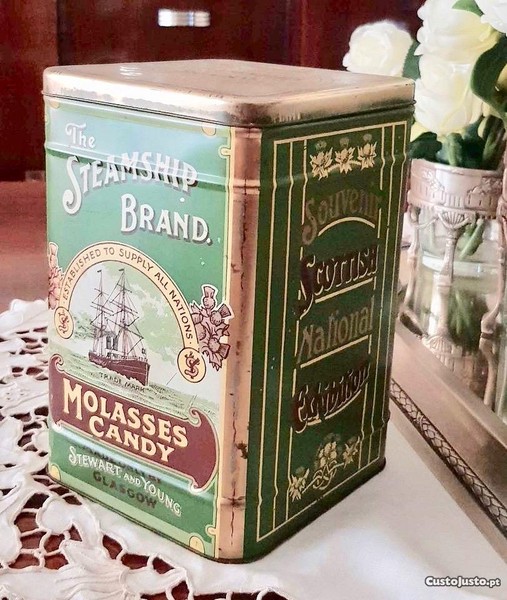 The
STEAMSHIP
BRAND.
ESTABLISHED TO SUPPLY ALL NATIONS
TRADE MARK
MOLASSES
CANDY
STEWART AND YOUNG
GLASGOW
Souvenir
Scottish
National
Exhibition
CustoJusto.pt